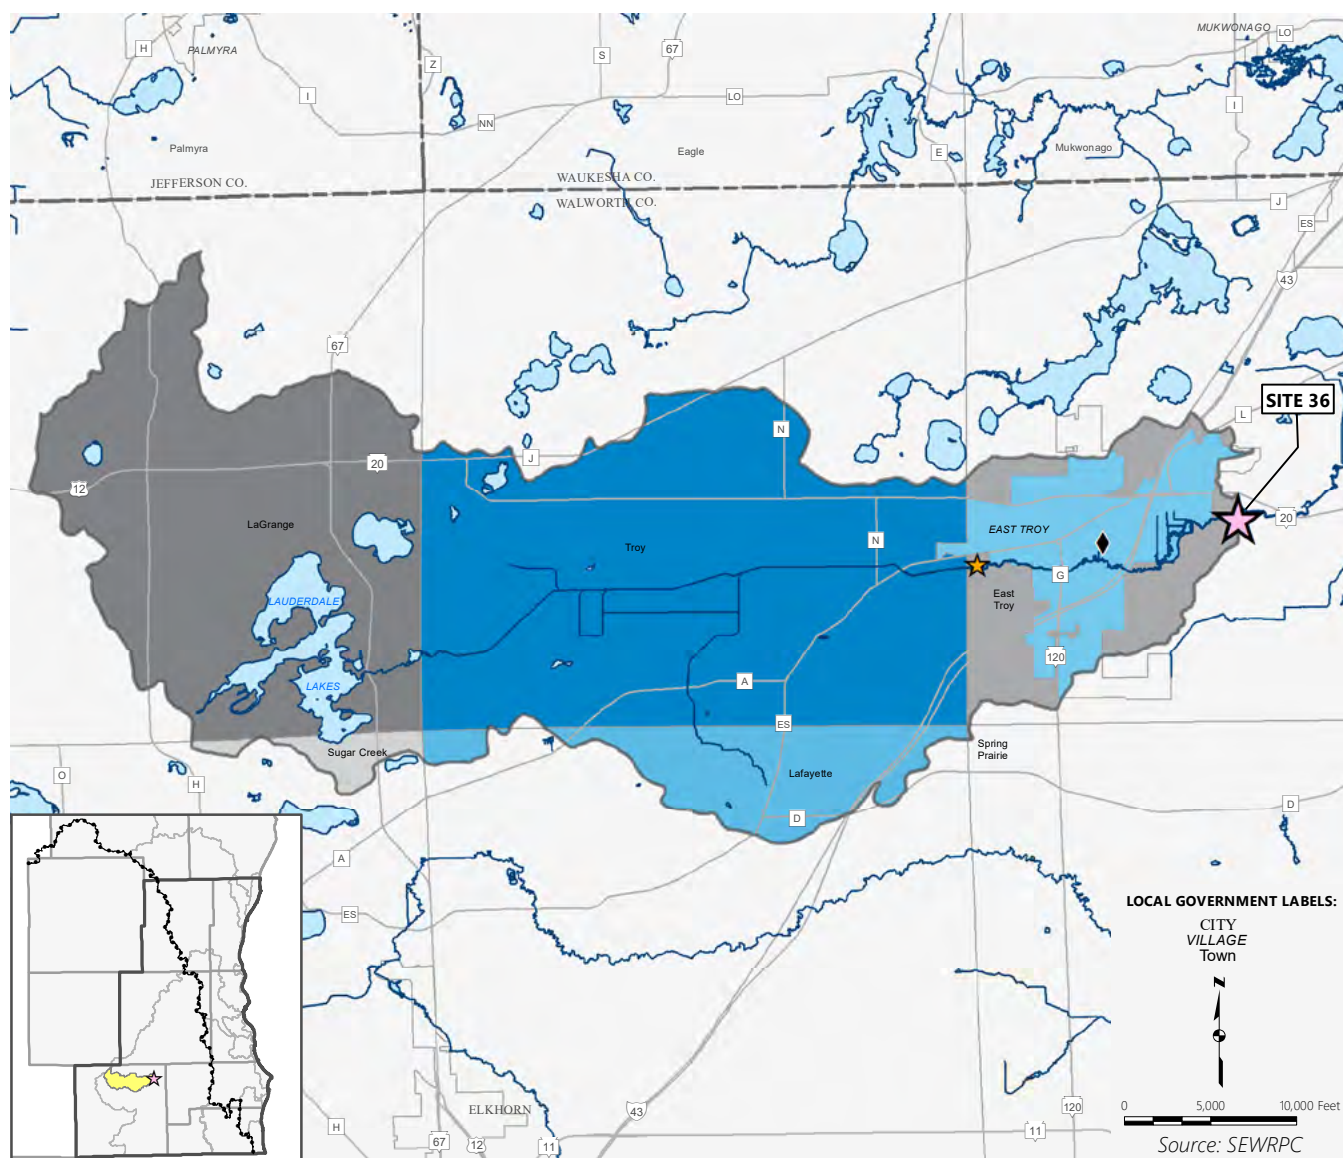 MUKWONAGO
LO
H
PALMYRA
S
67
Z
I
LO
I
NN
Palmyra
Eagle
E
Mukwonago
JEFFERSON CO.
WAUKESHA CO.
WALWORTH CO.
J
ES
43
67
SITE 36
L
N
20
J
12
LaGrange
EAST TROY
20
Troy
N
G
East
Troy
LAUDERDALE
120
LAKES
A
ES
Sugar Creek
Spring
Prairie
Lafayette
O
H
D
D
A
ES
LOCAL GOVERNMENT LABELS:
CITY
VILLAGE
Town
N
ELKHORN
43
120
0 5,000 10,000 Feet
H
67
12
11
11
Source: SEWRPC